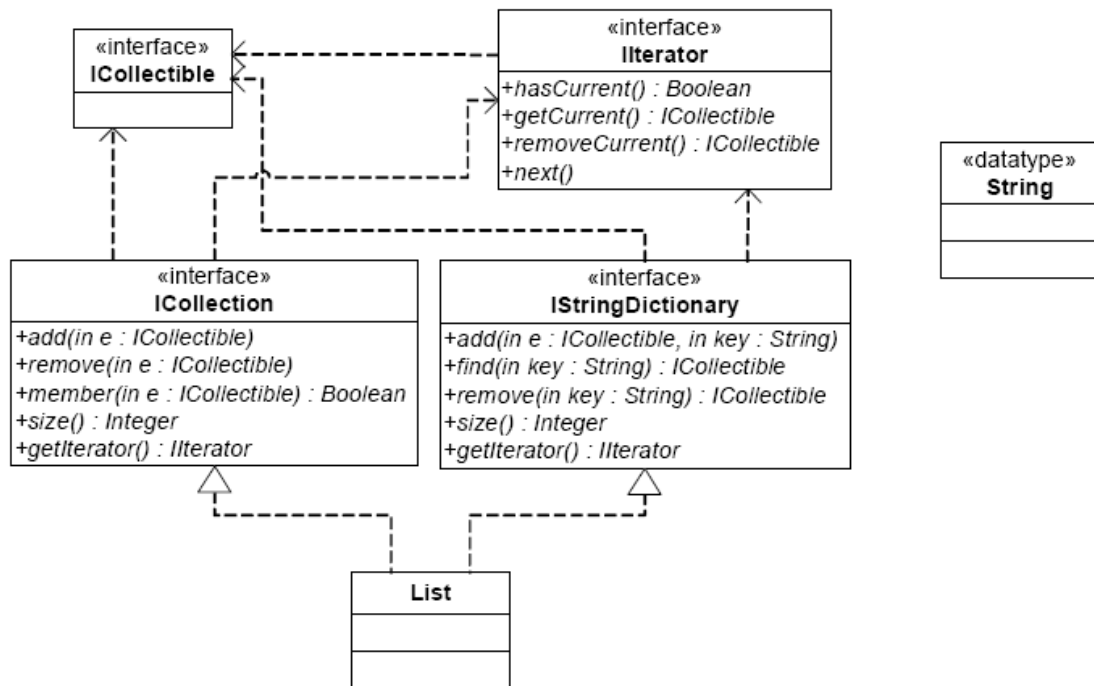 «interface»
ICollectible
«interface»
IIterator
+hasCurrent() : Boolean
+getCurrent() : ICollectible
+removeCurrent() : ICollectible
+next()
«datatype»
String
«interface»
ICollection
+add(in e : ICollectible)
+remove(in e : ICollectible)
+member(in e : ICollectible) : Boolean
+size() : Integer
+getIterator() : IIterator
«interface»
IStringDictionary
+add(in e : ICollectible, in key : String)
+find(in key : String) : ICollectible
+remove(in key : String) : ICollectible
+size() : Integer
+getIterator() : IIterator
List